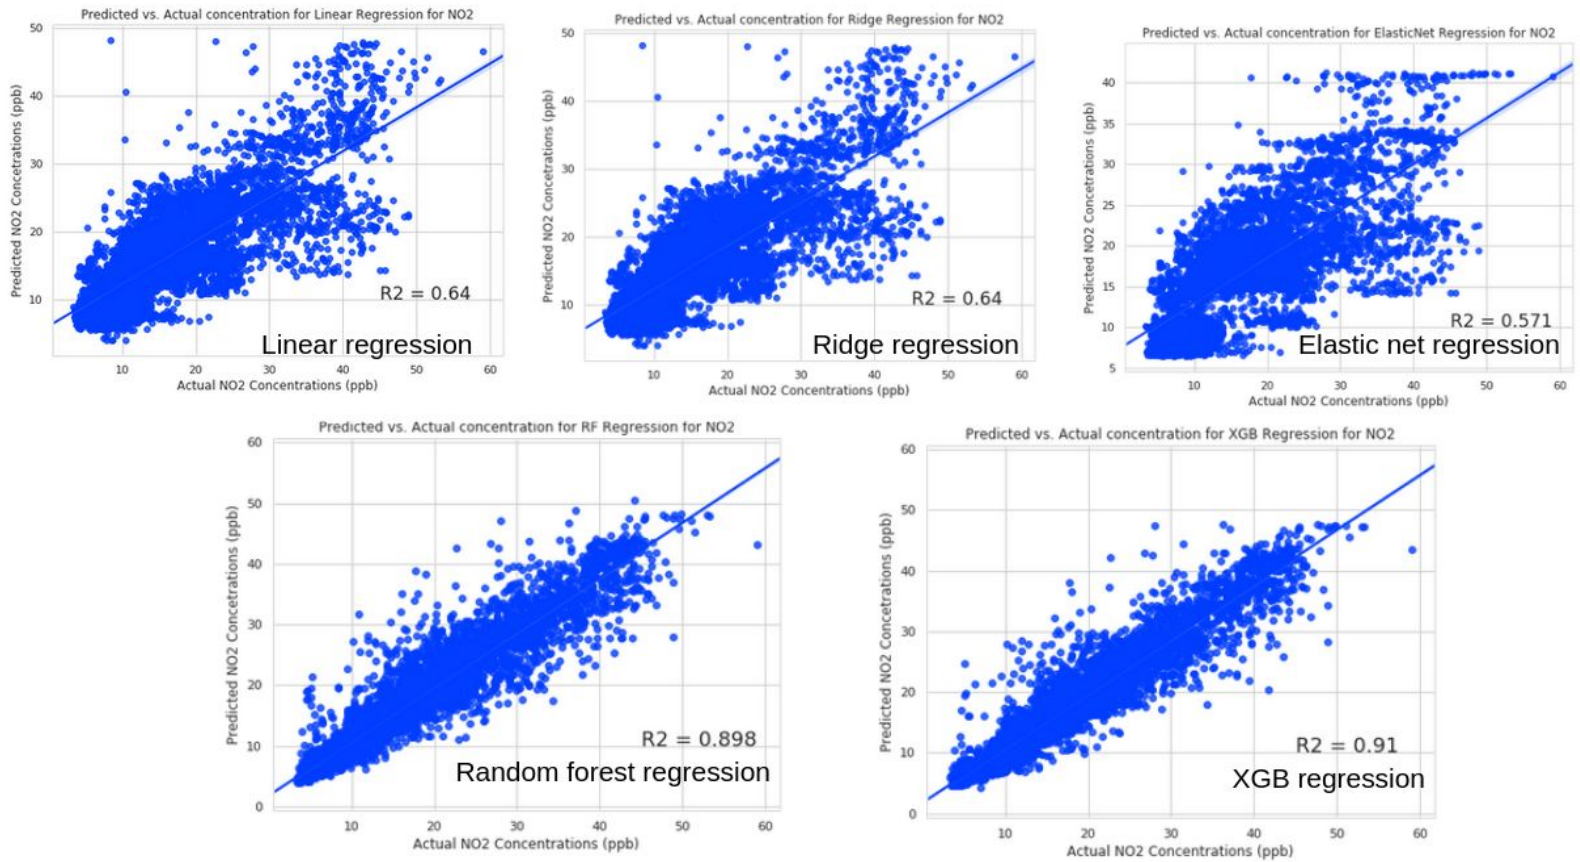 Predicted vs. Actual concentration for Linear Regression for NO2
50
40
30
20
10
Predicted NO2 Concetrations (ppb)
R2 = 0.64
Linear regression
10 20 30 40 50 60
Actual NO2 Concentrations (ppb)
Predicted vs. Actual concentration for Ridge Regression for NO2
50
40
30
20
10
Predicted NO2 Concetrations (ppb)
R2 = 0.64
Ridge regression
10 20 30 40 50 60
Actual NO2 Concentrations (ppb)
Predicted vs. Actual concentration for ElasticNet Regression for NO2
40
35
30
25
20
15
10
5
Predicted NO2 Concetrations (ppb)
R2 = 0.571
Elastic net regression
10 20 30 40 50 60
Actual NO2 Concentrations (ppb)
Predicted vs. Actual concentration for RF Regression for NO2
60
50
40
30
20
10
0
Predicted NO2 Concetrations (ppb)
R2 = 0.898
Random forest regression
10 20 30 40 50 60
Actual NO2 Concentrations (ppb)
Predicted vs. Actual concentration for XGB Regression for NO2
60
50
40
30
20
10
0
Predicted NO2 Concetrations (ppb)
R2 = 0.91
XGB regression
10 20 30 40 50 60
Actual NO2 Concentrations (ppb)